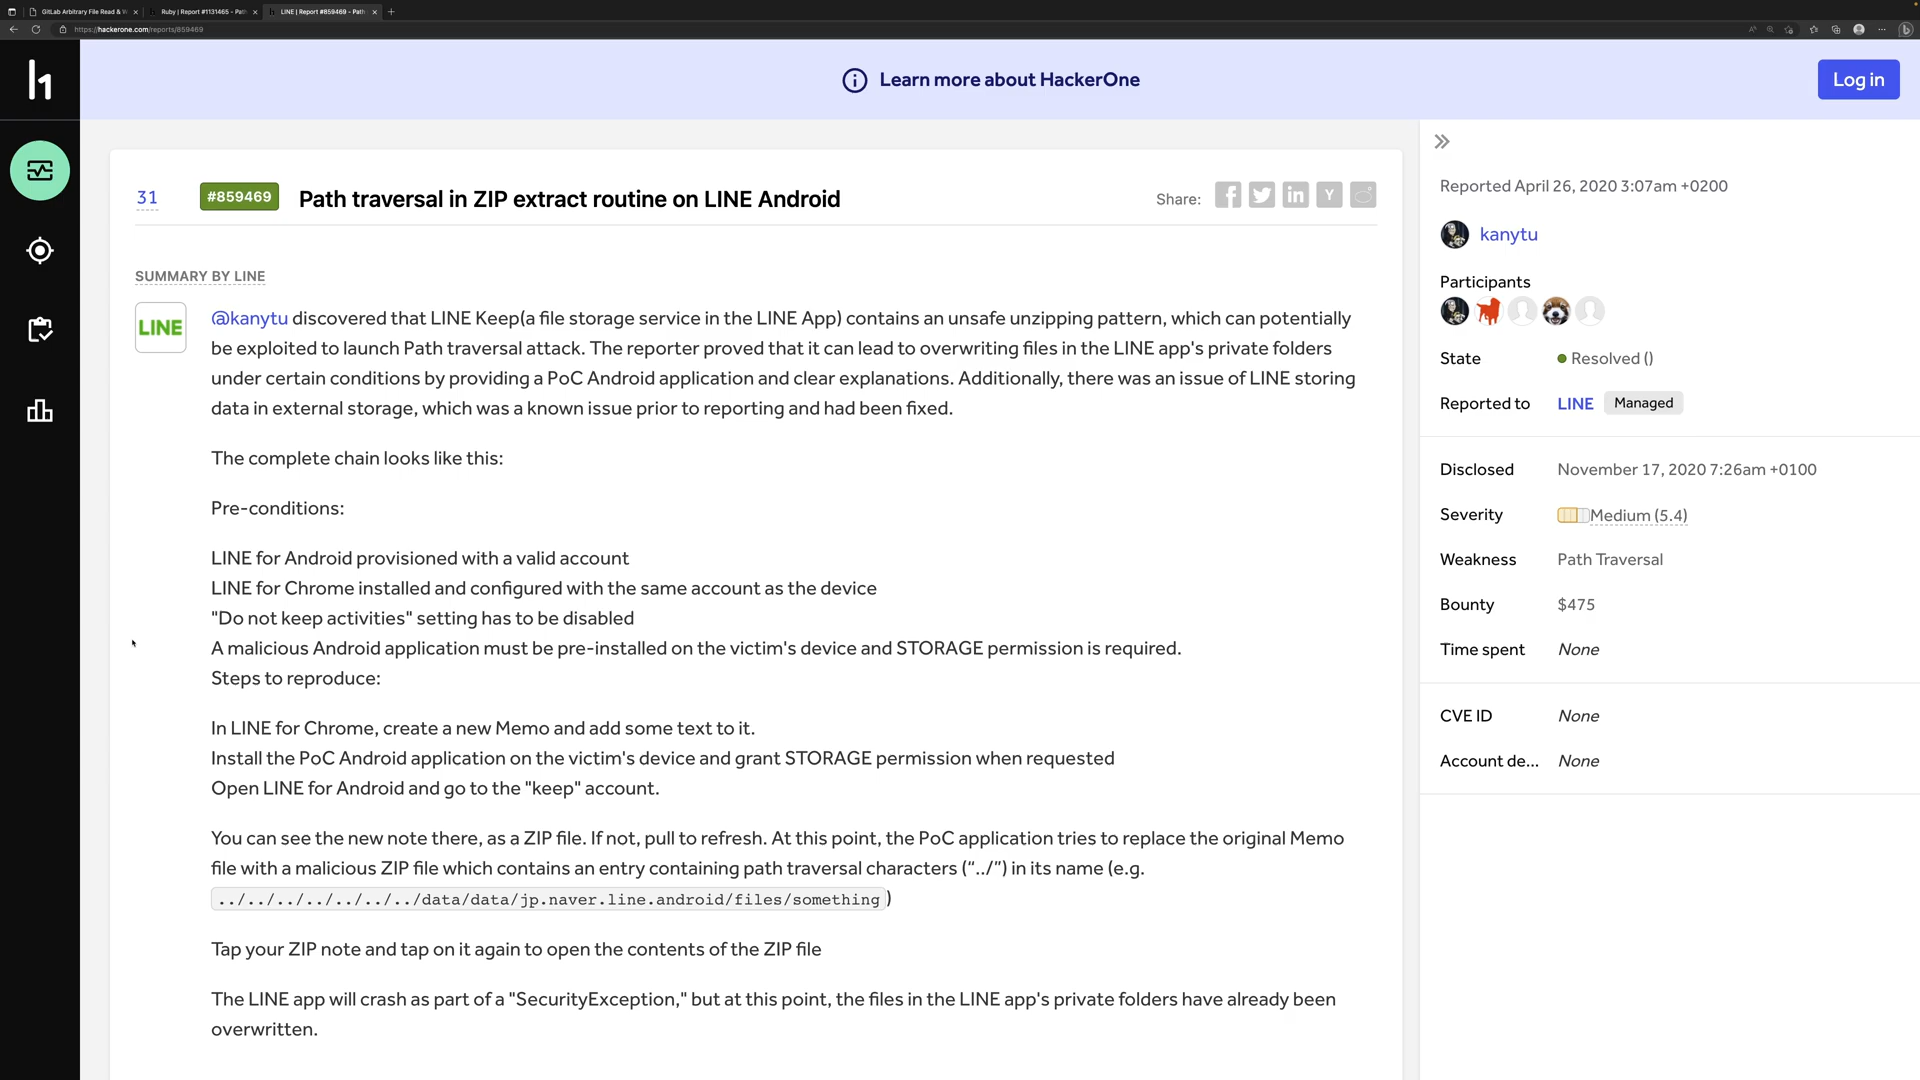 GitLab Arbitrary File Read & W
Ruby | Report #1131465 - Path
LINE | Report #859469 - Path
https://hackerone.com/reports/859469
Learn more about HackerOne
Log in
31
#859469
Path traversal in ZIP extract routine on LINE Android
Share:
SUMMARY BY LINE
LINE
@kanytu discovered that LINE Keep(a file storage service in the LINE App) contains an unsafe unzipping pattern, which can potentially
be exploited to launch Path traversal attack. The reporter proved that it can lead to overwriting files in the LINE app's private folders
under certain conditions by providing a PoC Android application and clear explanations. Additionally, there was an issue of LINE storing
data in external storage, which was a known issue prior to reporting and had been fixed.
The complete chain looks like this:
Pre-conditions:
LINE for Android provisioned with a valid account
LINE for Chrome installed and configured with the same account as the device
"Do not keep activities" setting has to be disabled
A malicious Android application must be pre-installed on the victim's device and STORAGE permission is required.
Steps to reproduce:
In LINE for Chrome, create a new Memo and add some text to it.
Install the PoC Android application on the victim's device and grant STORAGE permission when requested
Open LINE for Android and go to the "keep" account.
You can see the new note there, as a ZIP file. If not, pull to refresh. At this point, the PoC application tries to replace the original Memo
file with a malicious ZIP file which contains an entry containing path traversal characters (“../”) in its name (e.g.
../../../../../../../data/data/jp.naver.line.android/files/something)
Tap your ZIP note and tap on it again to open the contents of the ZIP file
The LINE app will crash as part of a "SecurityException," but at this point, the files in the LINE app's private folders have already been
overwritten.
Reported April 26, 2020 3:07am +0200
kanytu
Participants
State
Resolved ()
Reported to
LINE
Managed
Disclosed
November 17, 2020 7:26am +0100
Severity
Medium (5.4)
Weakness
Path Traversal
Bounty
$475
Time spent
None
CVE ID
None
Account de...
None